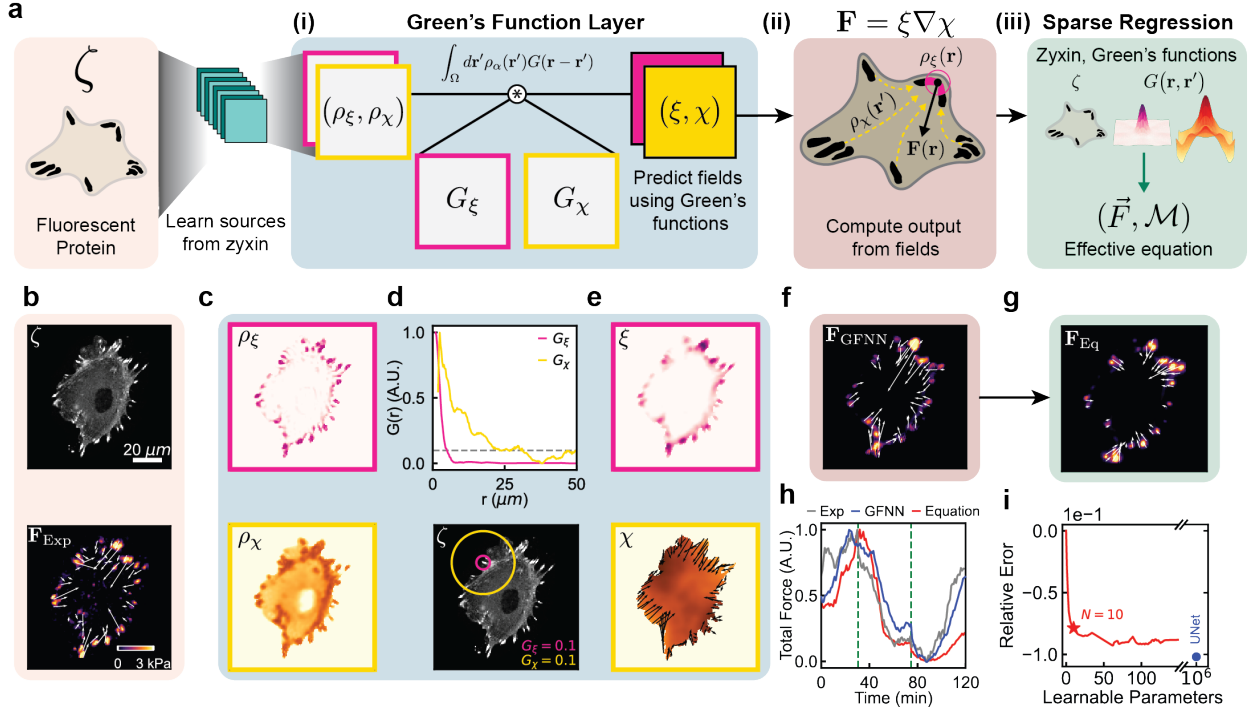 a
(i) Green's Function Layer
(ii) F = ξ∇χ
(iii) Sparse Regression
ζ
Fluorescent
Protein
Learn sources
from zyxin
(ρξ, ρχ)
∫Ω dr′ρα(r′)G(r − r′)
⊛
Gξ
Gχ
(ξ, χ)
Predict fields
using Green's
functions
ρξ(r)
ρχ(r′)
F(r)
Compute output
from fields
Zyxin, Green's functions
ζ
G(r, r′)
(F⃗, ℳ)
Effective equation
b
ζ
20 μm
FExp
0 3 kPa
c
ρξ
ρχ
d
G(r) (A.U.)
1.0
0.5
0.0
Gξ
Gχ
0 25 50
r (μm)
ζ
Gξ = 0.1
Gχ = 0.1
e
ξ
χ
f
FGFNN
g
FEq
h
Exp GFNN Equation
Total Force (A.U.)
1.0
0.5
0.0
0 40 80 120
Time (min)
i
1e−1
Relative Error
0.0
−0.5
−1.0
N = 10
UNet
0 50 100 10⁶
Learnable Parameters